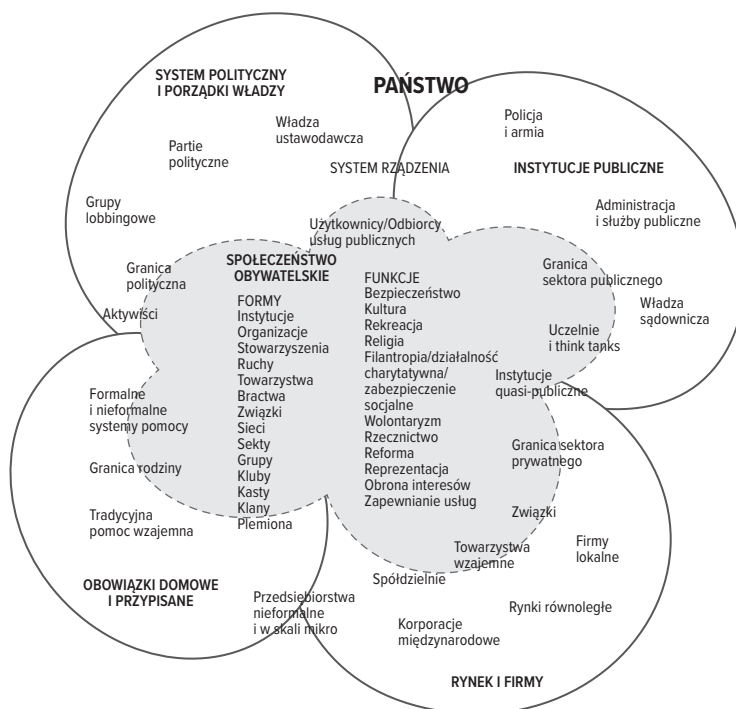 PAŃSTWO
SYSTEM POLITYCZNY
I PORZĄDKI WŁADZY
Władza
ustawodawcza
Partie
polityczne
Grupy
lobbingowe
SYSTEM RZĄDZENIA
Policja
i armia
INSTYTUCJE PUBLICZNE
Administracja
i służby publiczne
Użytkownicy/Odbiorcy
usług publicznych
Granica
polityczna
Aktywiści
SPOŁECZEŃSTWO
OBYWATELSKIE
FORMY
Instytucje
Organizacje
Stowarzyszenia
Ruchy
Towarzystwa
Bractwa
Związki
Sieci
Sekty
Grupy
Kluby
Kasty
Klany
Plemiona
FUNKCJE
Bezpieczeństwo
Kultura
Rekreacja
Religia
Filantropia/działalność
charytatywna/
zabezpieczenie
socjalne
Wolontaryzm
Rzecznictwo
Reforma
Reprezentacja
Obrona interesów
Zapewnianie usług
Granica
sektora publicznego
Władza
sądownicza
Uczelnie
i think tanks
Instytucje
quasi-publiczne
Formalne
i nieformalne
systemy pomocy
Granica rodziny
Tradycyjna
pomoc wzajemna
OBOWIĄZKI DOMOWE
I PRZYPISANE
Granica sektora
prywatnego
Związki
Towarzystwa
wzajemne
Firmy
lokalne
Spółdzielnie
Przedsiębiorstwa
nieformalne
i w skali mikro
Rynki równoległe
Korporacje
międzynarodowe
RYNEK I FIRMY